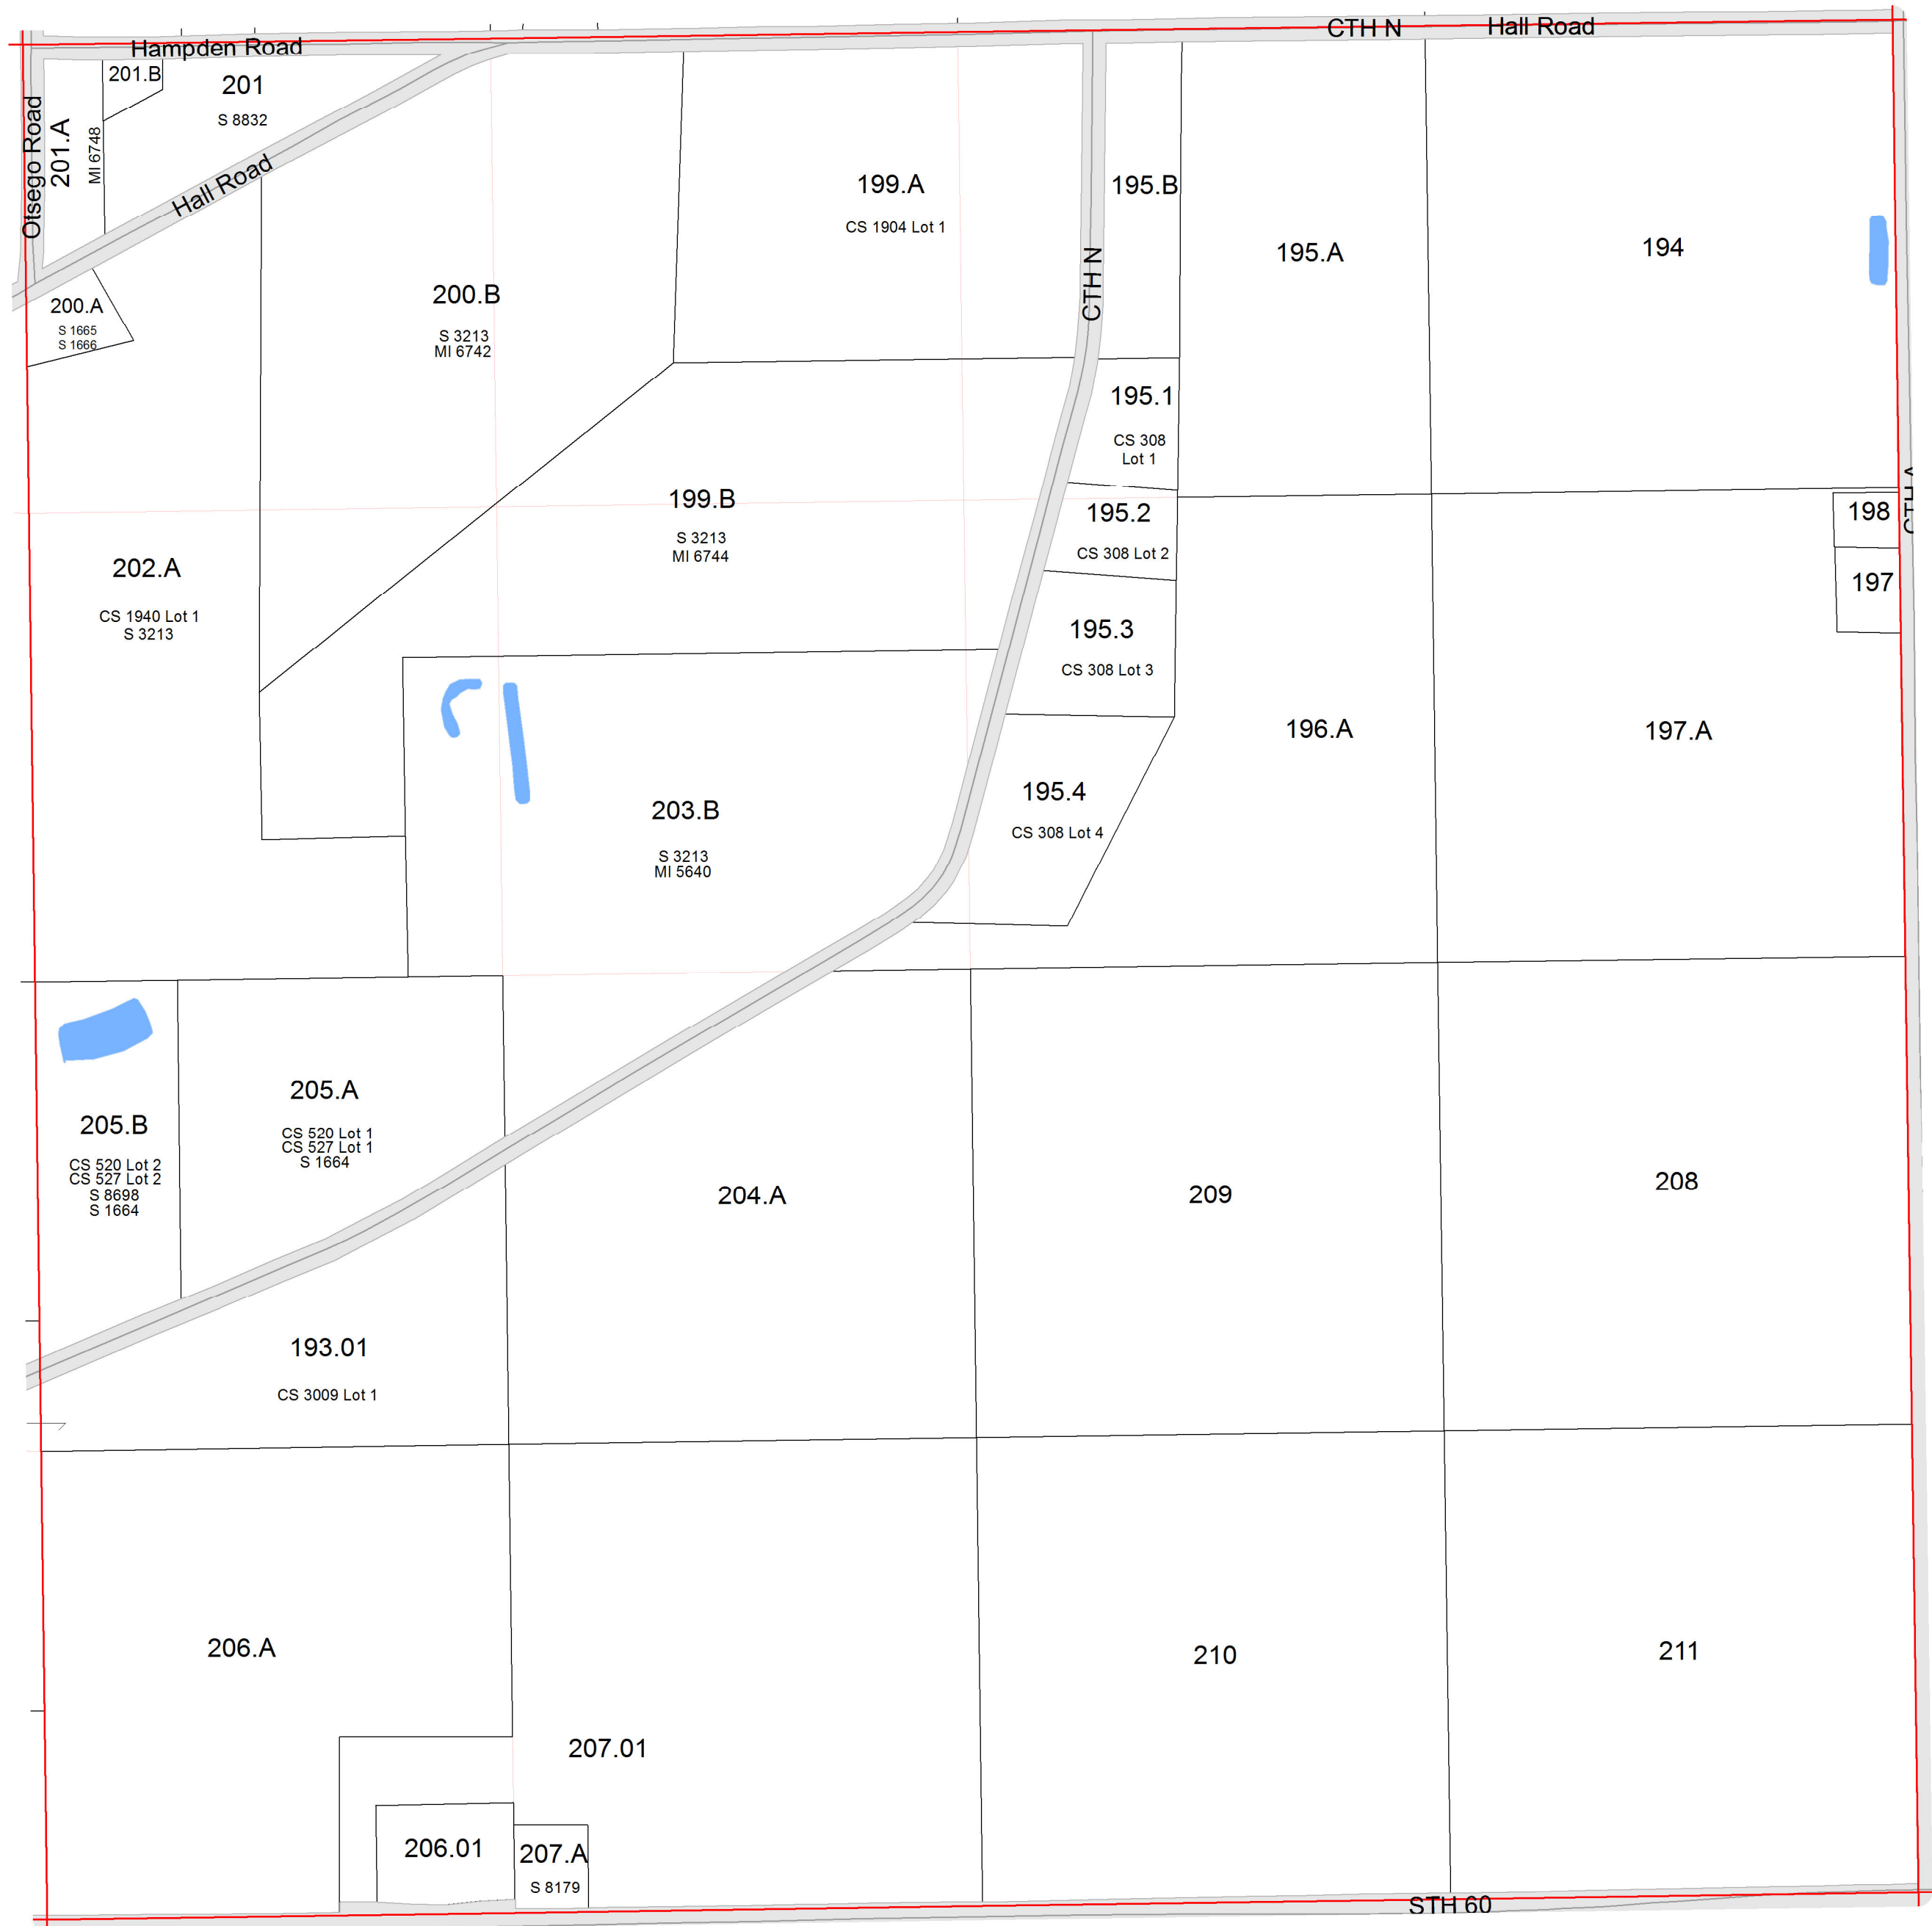 CTH N
Hall Road
Hampden Road
201.B
201
S 8832
Otsego Road
201.A
MI 6748
Hall Road
199.A
CS 1904 Lot 1
195.B
CTH N
195.A
194
200.A
S 1665
S 1666
200.B
S 3213
MI 6742
195.1
CS 308
Lot 1
199.B
S 3213
MI 6744
195.2
CS 308 Lot 2
198
197
202.A
CS 1940 Lot 1
S 3213
195.3
CS 308 Lot 3
196.A
197.A
203.B
S 3213
MI 5640
195.4
CS 308 Lot 4
205.A
CS 520 Lot 1
CS 527 Lot 1
S 1664
205.B
CS 520 Lot 2
CS 527 Lot 2
S 8698
S 1664
204.A
209
208
193.01
CS 3009 Lot 1
206.A
210
211
207.01
206.01
207.A
S 8179
STH 60